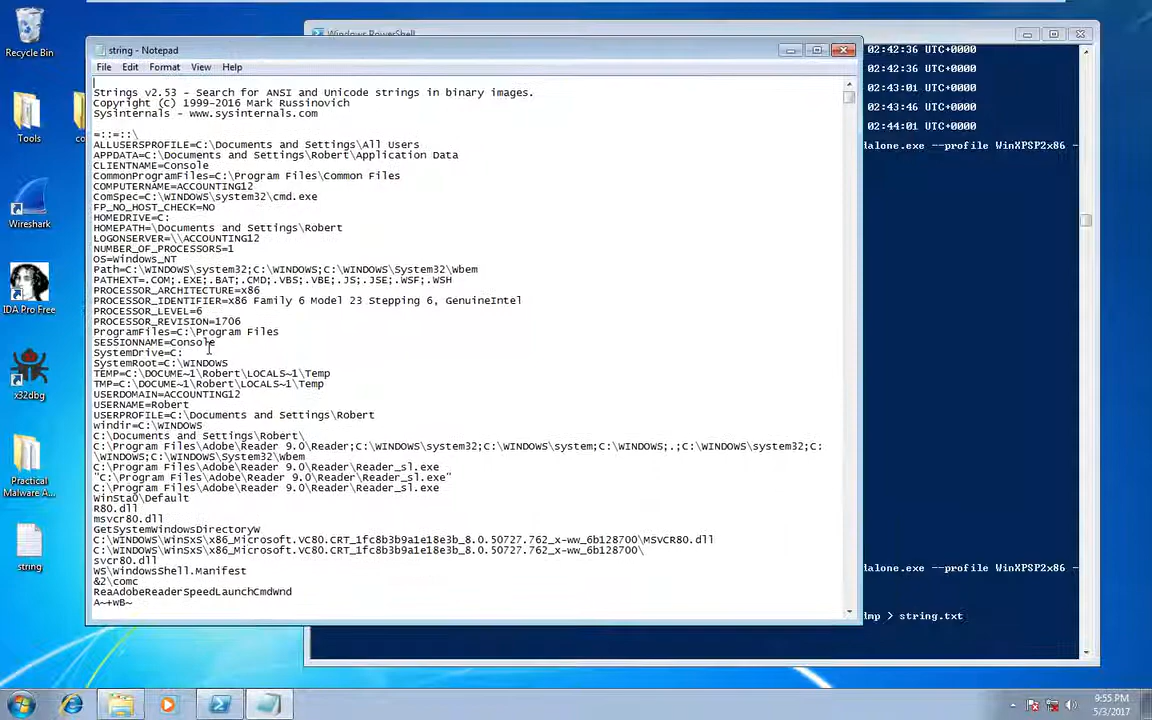 Recycle Bin
Tools
Wireshark
IDA Pro Free
x32dbg
Practical
Malware A...
string
Windows PowerShell
string - Notepad
File Edit Format View Help
Strings v2.53 - Search for ANSI and Unicode strings in binary images.
Copyright (C) 1999-2016 Mark Russinovich
Sysinternals - www.sysinternals.com
=::=::\
ALLUSERSPROFILE=C:\Documents and Settings\All Users
APPDATA=C:\Documents and Settings\Robert\Application Data
CLIENTNAME=Console
CommonProgramFiles=C:\Program Files\Common Files
COMPUTERNAME=ACCOUNTING12
ComSpec=C:\WINDOWS\system32\cmd.exe
FP_NO_HOST_CHECK=NO
HOMEDRIVE=C:
HOMEPATH=\Documents and Settings\Robert
LOGONSERVER=\\ACCOUNTING12
NUMBER_OF_PROCESSORS=1
OS=Windows_NT
Path=C:\WINDOWS\system32;C:\WINDOWS;C:\WINDOWS\System32\Wbem
PATHEXT=.COM;.EXE;.BAT;.CMD;.VBS;.VBE;.JS;.JSE;.WSF;.WSH
PROCESSOR_ARCHITECTURE=x86
PROCESSOR_IDENTIFIER=x86 Family 6 Model 23 Stepping 6, GenuineIntel
PROCESSOR_LEVEL=6
PROCESSOR_REVISION=1706
ProgramFiles=C:\Program Files
SESSIONNAME=Console
SystemDrive=C:
SystemRoot=C:\WINDOWS
TEMP=C:\DOCUME~1\Robert\LOCALS~1\Temp
TMP=C:\DOCUME~1\Robert\LOCALS~1\Temp
USERDOMAIN=ACCOUNTING12
USERNAME=Robert
USERPROFILE=C:\Documents and Settings\Robert
windir=C:\WINDOWS
C:\Documents and Settings\Robert\
C:\Program Files\Adobe\Reader 9.0\Reader;C:\WINDOWS\system32;C:\WINDOWS\system;C:\WINDOWS;.;C:\WINDOWS\system32;C:
\WINDOWS;C:\WINDOWS\System32\Wbem
C:\Program Files\Adobe\Reader 9.0\Reader\Reader_sl.exe
"C:\Program Files\Adobe\Reader 9.0\Reader\Reader_sl.exe"
C:\Program Files\Adobe\Reader 9.0\Reader\Reader_sl.exe
WinSta0\Default
R80.dll
msvcr80.dll
GetSystemWindowsDirectoryW
C:\WINDOWS\WinSxS\x86_Microsoft.VC80.CRT_1fc8b3b9a1e18e3b_8.0.50727.762_x-ww_6b128700\MSVCR80.dll
C:\WINDOWS\WinSxS\x86_Microsoft.VC80.CRT_1fc8b3b9a1e18e3b_8.0.50727.762_x-ww_6b128700\
svcr80.dll
WS\WindowsShell.Manifest
&2\comc
ReaAdobeReaderSpeedLaunchCmdWnd
A~+wB~
02:42:36 UTC+0000
02:42:36 UTC+0000
02:43:01 UTC+0000
02:43:46 UTC+0000
02:44:01 UTC+0000
dalone.exe --profile WinXPSP2x86 -
dalone.exe --profile WinXPSP2x86 -
dmp > string.txt
9:55 PM
5/3/2017